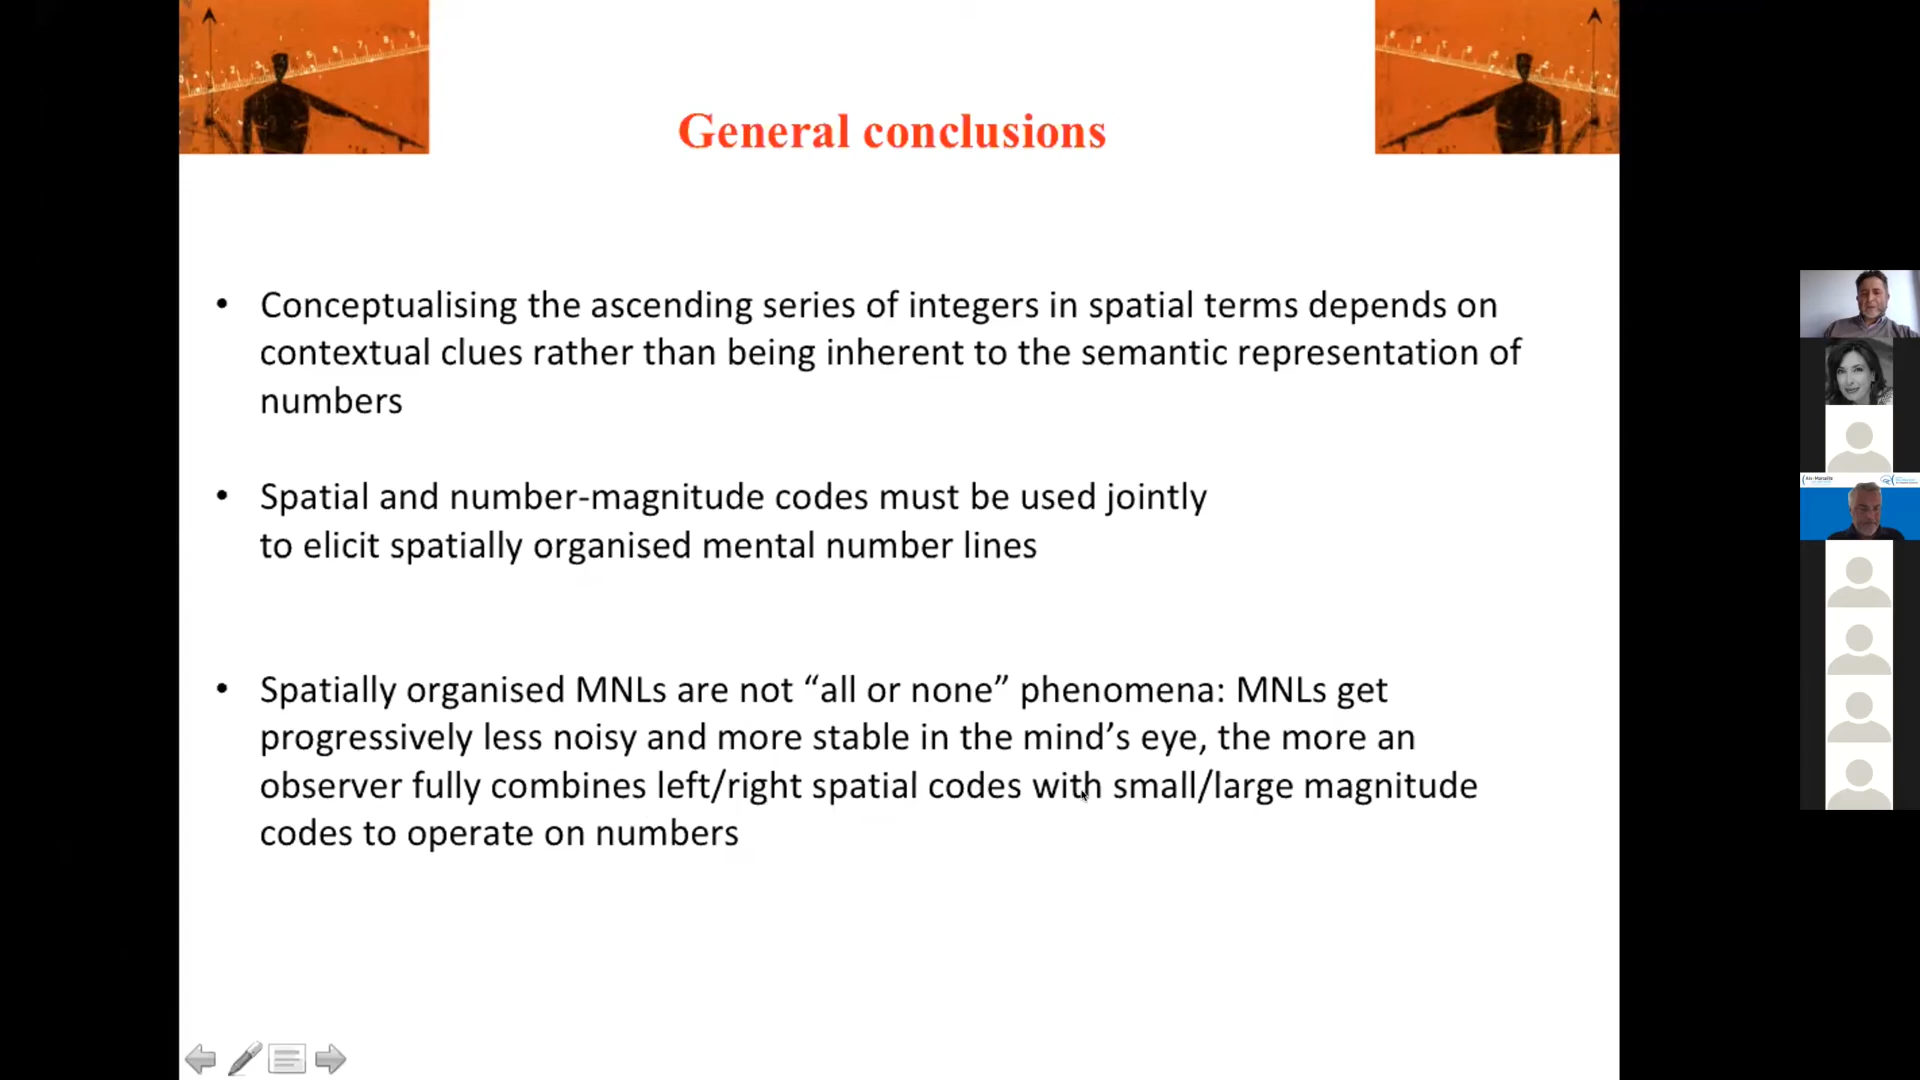 General conclusions
• Conceptualising the ascending series of integers in spatial terms depends on
contextual clues rather than being inherent to the semantic representation of
numbers
• Spatial and number-magnitude codes must be used jointly
to elicit spatially organised mental number lines
• Spatially organised MNLs are not “all or none” phenomena: MNLs get
progressively less noisy and more stable in the mind’s eye, the more an
observer fully combines left/right spatial codes with small/large magnitude
codes to operate on numbers